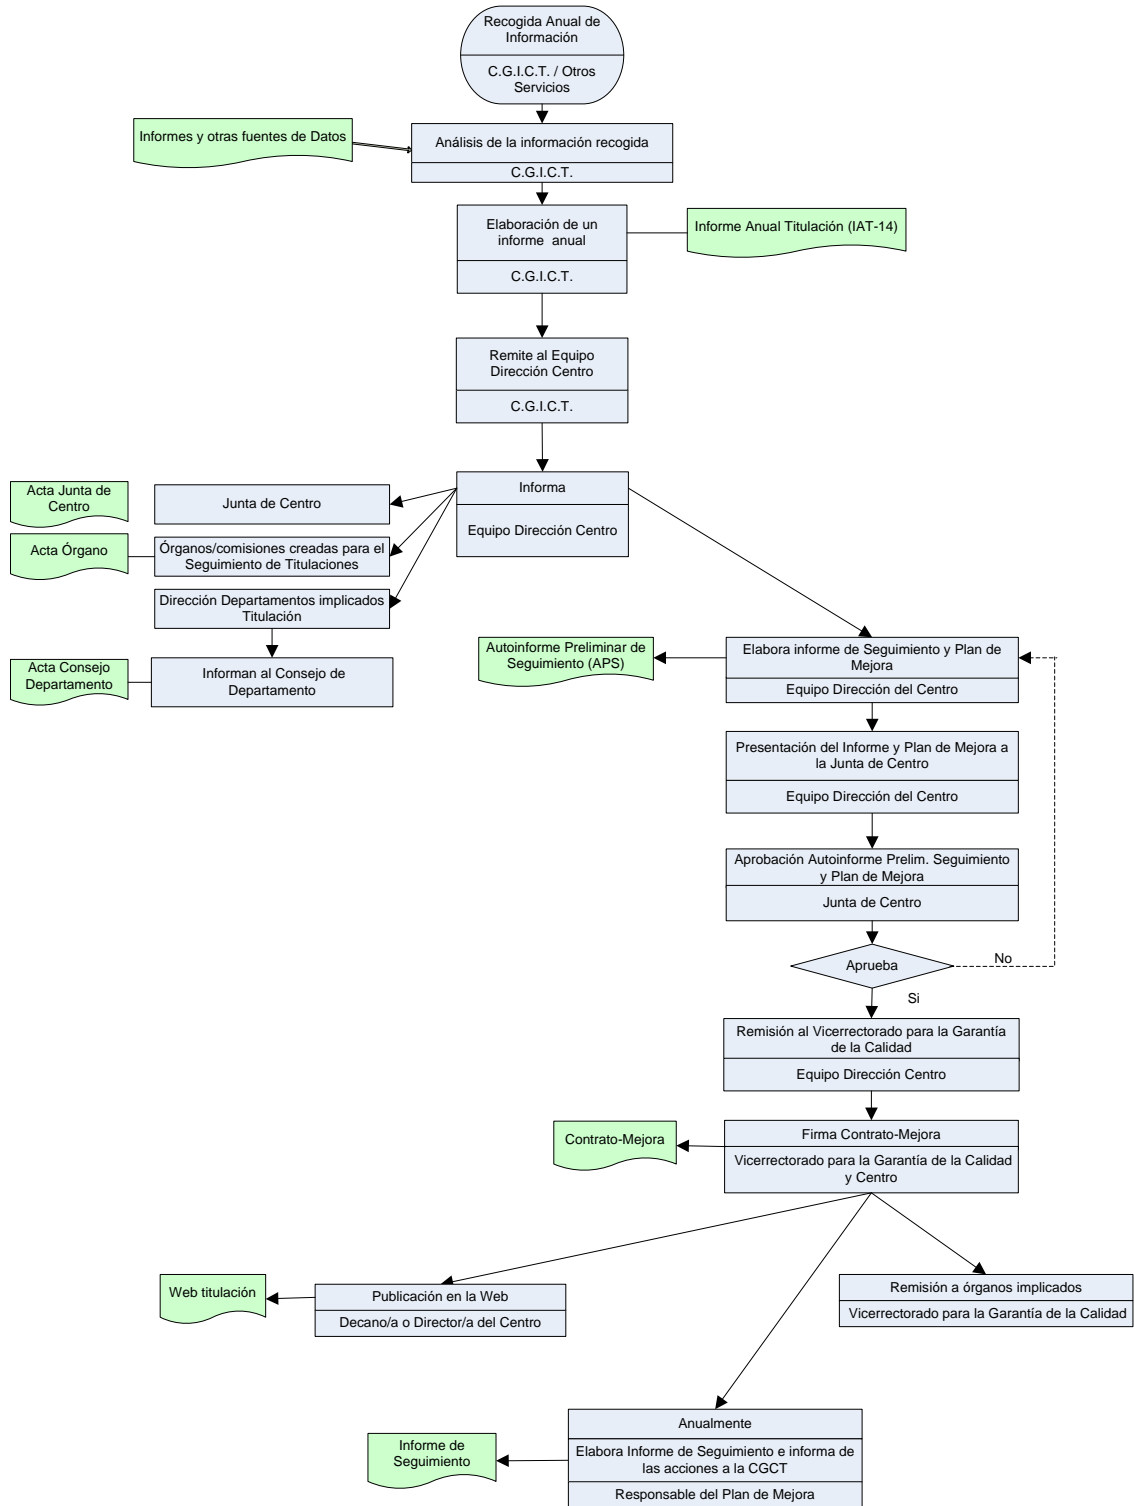 Recogida Anual de
Información
C.G.I.C.T. / Otros
Servicios
Informes y otras fuentes de Datos
Análisis de la información recogida
C.G.I.C.T.
Elaboración de un
informe  anual
C.G.I.C.T.
Informe Anual Titulación (IAT-14)
Remite al Equipo
Dirección Centro
C.G.I.C.T.
Informa
Equipo Dirección Centro
Acta Junta de
Centro
Junta de Centro
Acta Órgano
Órganos/comisiones creadas para el
Seguimiento de Titulaciones
Dirección Departamentos implicados
Titulación
Acta Consejo
Departamento
Informan al Consejo de
Departamento
Autoinforme Preliminar de
Seguimiento (APS)
Elabora informe de Seguimiento y Plan de
Mejora
Equipo Dirección del Centro
Presentación del Informe y Plan de Mejora a
la Junta de Centro
Equipo Dirección del Centro
Aprobación Autoinforme Prelim. Seguimiento
y Plan de Mejora
Junta de Centro
Aprueba
No
Si
Remisión al Vicerrectorado para la Garantía
de la Calidad
Equipo Dirección Centro
Contrato-Mejora
Firma Contrato-Mejora
Vicerrectorado para la Garantía de la Calidad
y Centro
Web titulación
Publicación en la Web
Decano/a o Director/a del Centro
Remisión a órganos implicados
Vicerrectorado para la Garantía de la Calidad
Informe de
Seguimiento
Anualmente
Elabora Informe de Seguimiento e informa de
las acciones a la CGCT
Responsable del Plan de Mejora